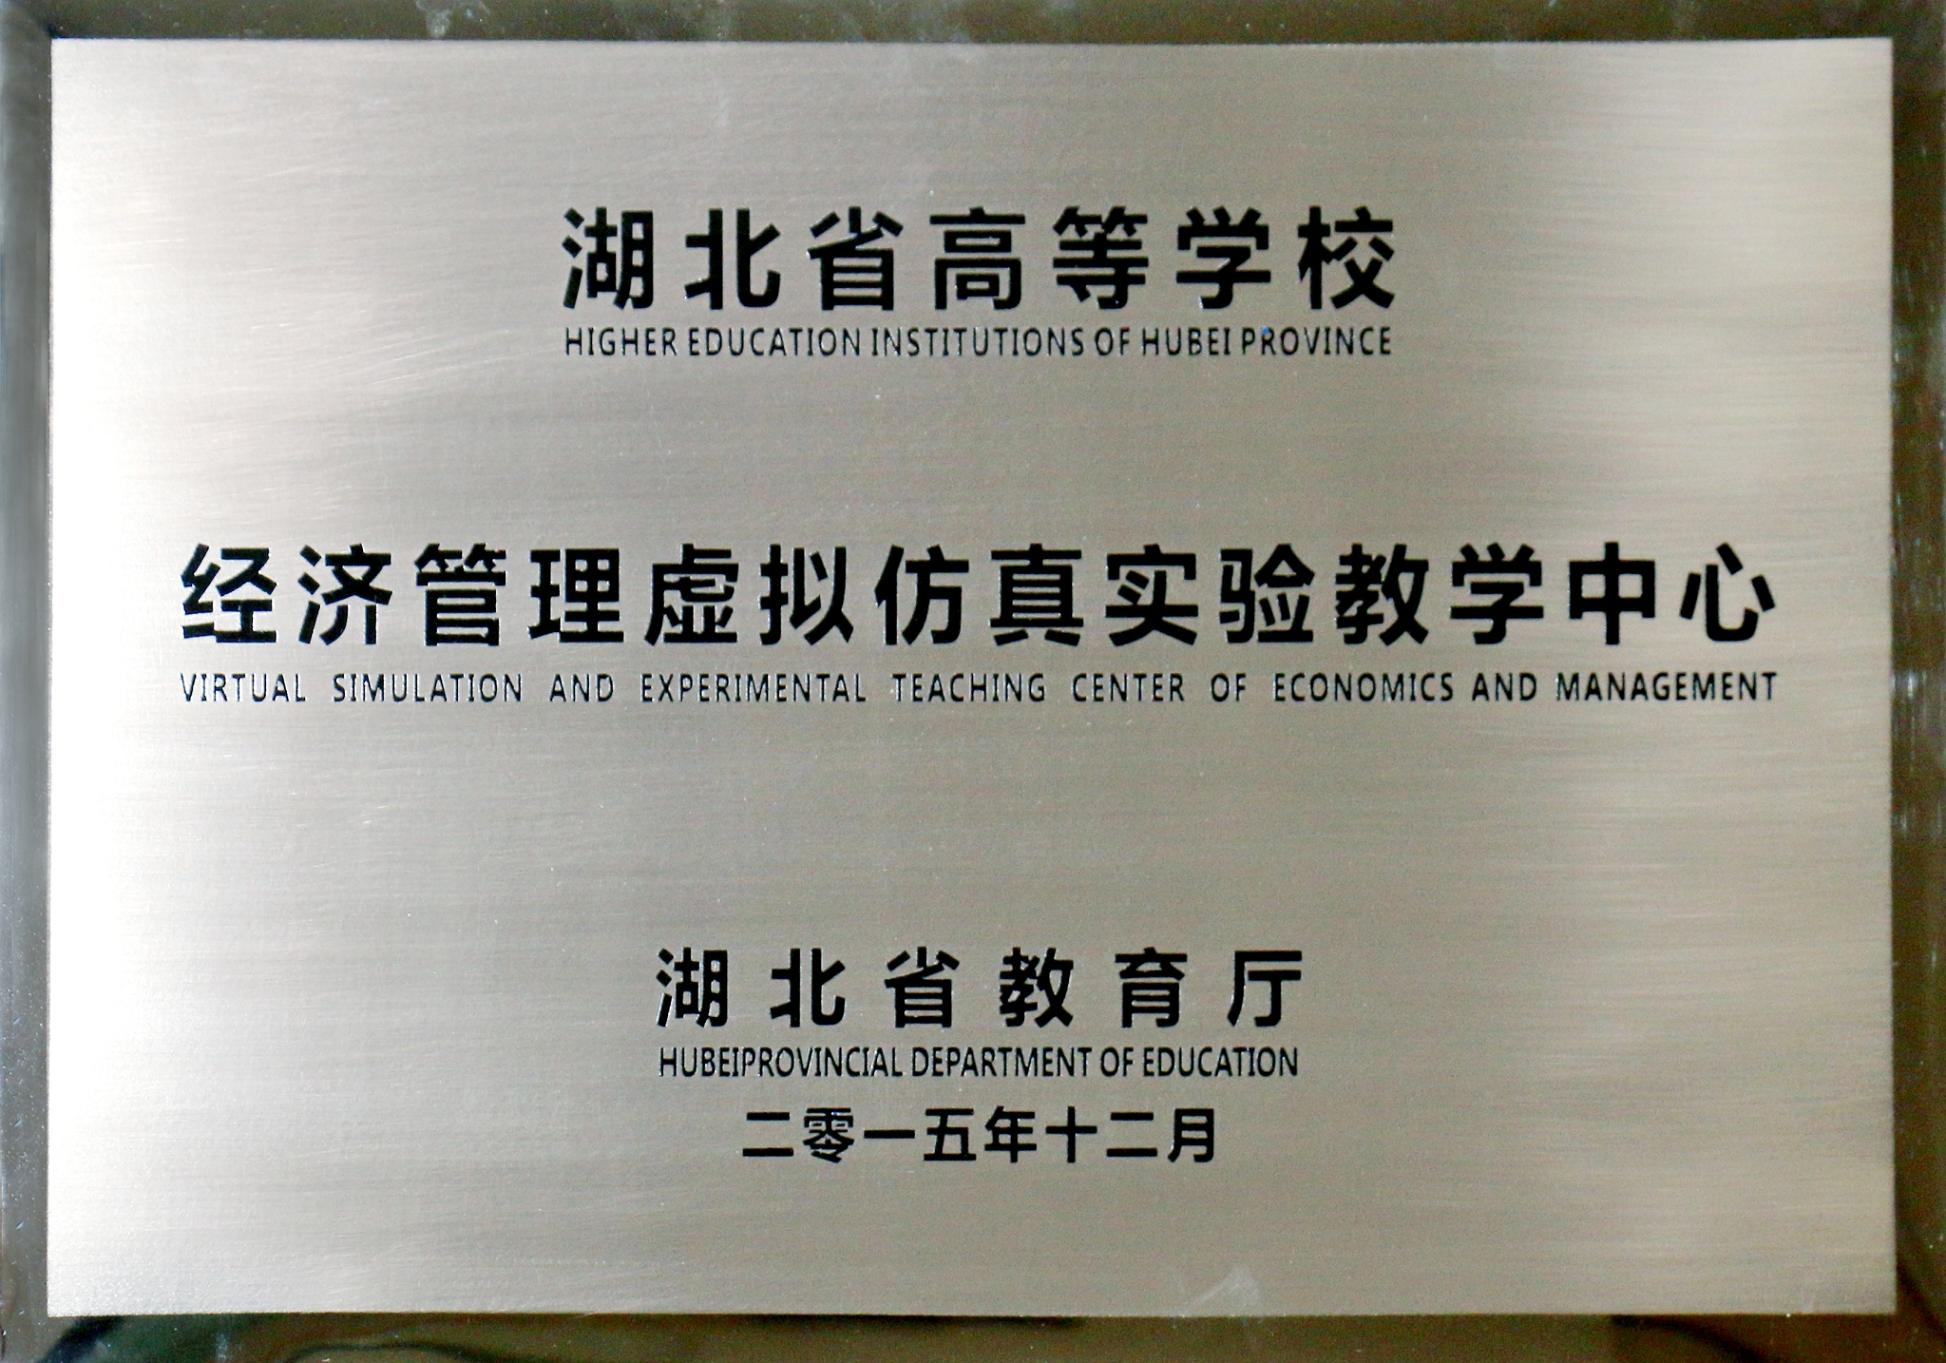 湖北省高等学校
HIGHER EDUCATION INSTITUTIONS OF HUBEI PROVINCE
经济管理虚拟仿真实验教学中心
VIRTUAL SIMULATION AND EXPERIMENTAL TEACHING CENTER OF ECONOMICS AND MANAGEMENT
湖北省教育厅
HUBEIPROVINCIAL DEPARTMENT OF EDUCATION
二零一五年十二月